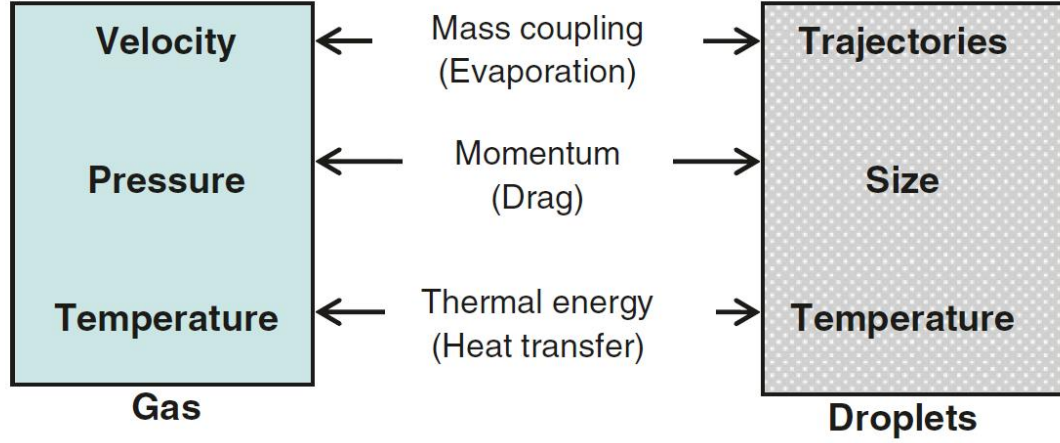 Velocity
Pressure
Temperature
Gas
Mass coupling
(Evaporation)
Momentum
(Drag)
Thermal energy
(Heat transfer)
Trajectories
Size
Temperature
Droplets